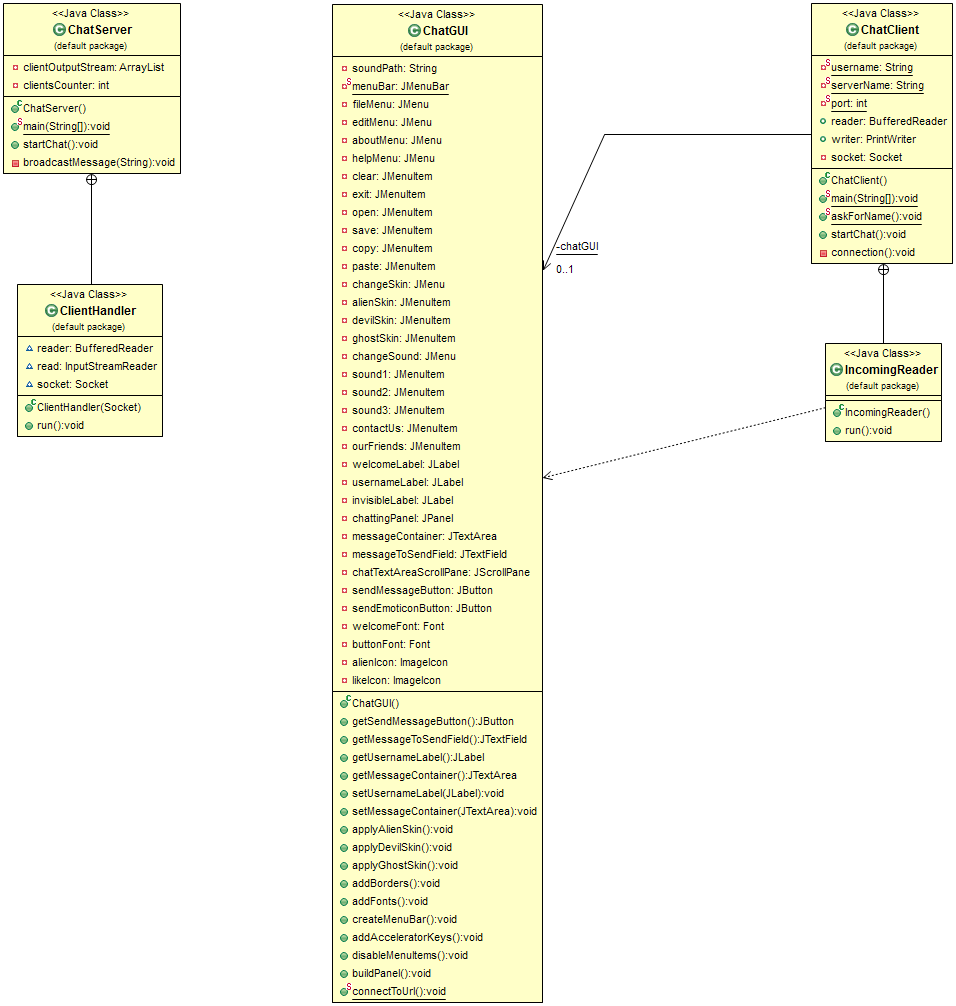 <<Java Class>>
ChatServer
(default package)
clientOutputStream: ArrayList
clientsCounter: int
ChatServer()
main(String[]):void
startChat():void
broadcastMessage(String):void
<<Java Class>>
ClientHandler
(default package)
reader: BufferedReader
read: InputStreamReader
socket: Socket
ClientHandler(Socket)
run():void
<<Java Class>>
ChatGUI
(default package)
soundPath: String
menuBar: JMenuBar
fileMenu: JMenu
editMenu: JMenu
aboutMenu: JMenu
helpMenu: JMenu
clear: JMenuItem
exit: JMenuItem
open: JMenuItem
save: JMenuItem
copy: JMenuItem
paste: JMenuItem
changeSkin: JMenu
alienSkin: JMenuItem
devilSkin: JMenuItem
ghostSkin: JMenuItem
changeSound: JMenu
sound1: JMenuItem
sound2: JMenuItem
sound3: JMenuItem
contactUs: JMenuItem
ourFriends: JMenuItem
welcomeLabel: JLabel
usernameLabel: JLabel
invisibleLabel: JLabel
chattingPanel: JPanel
messageContainer: JTextArea
messageToSendField: JTextField
chatTextAreaScrollPane: JScrollPane
sendMessageButton: JButton
sendEmoticonButton: JButton
welcomeFont: Font
buttonFont: Font
alienIcon: ImageIcon
likeIcon: ImageIcon
ChatGUI()
getSendMessageButton():JButton
getMessageToSendField():JTextField
getUsernameLabel():JLabel
getMessageContainer():JTextArea
setUsernameLabel(JLabel):void
setMessageContainer(JTextArea):void
applyAlienSkin():void
applyDevilSkin():void
applyGhostSkin():void
addBorders():void
addFonts():void
createMenuBar():void
addAcceleratorKeys():void
disableMenuItems():void
buildPanel():void
connectToUrl():void
-chatGUI
0..1
<<Java Class>>
ChatClient
(default package)
username: String
serverName: String
port: int
reader: BufferedReader
writer: PrintWriter
socket: Socket
ChatClient()
main(String[]):void
askForName():void
startChat():void
connection():void
<<Java Class>>
IncomingReader
(default package)
IncomingReader()
run():void